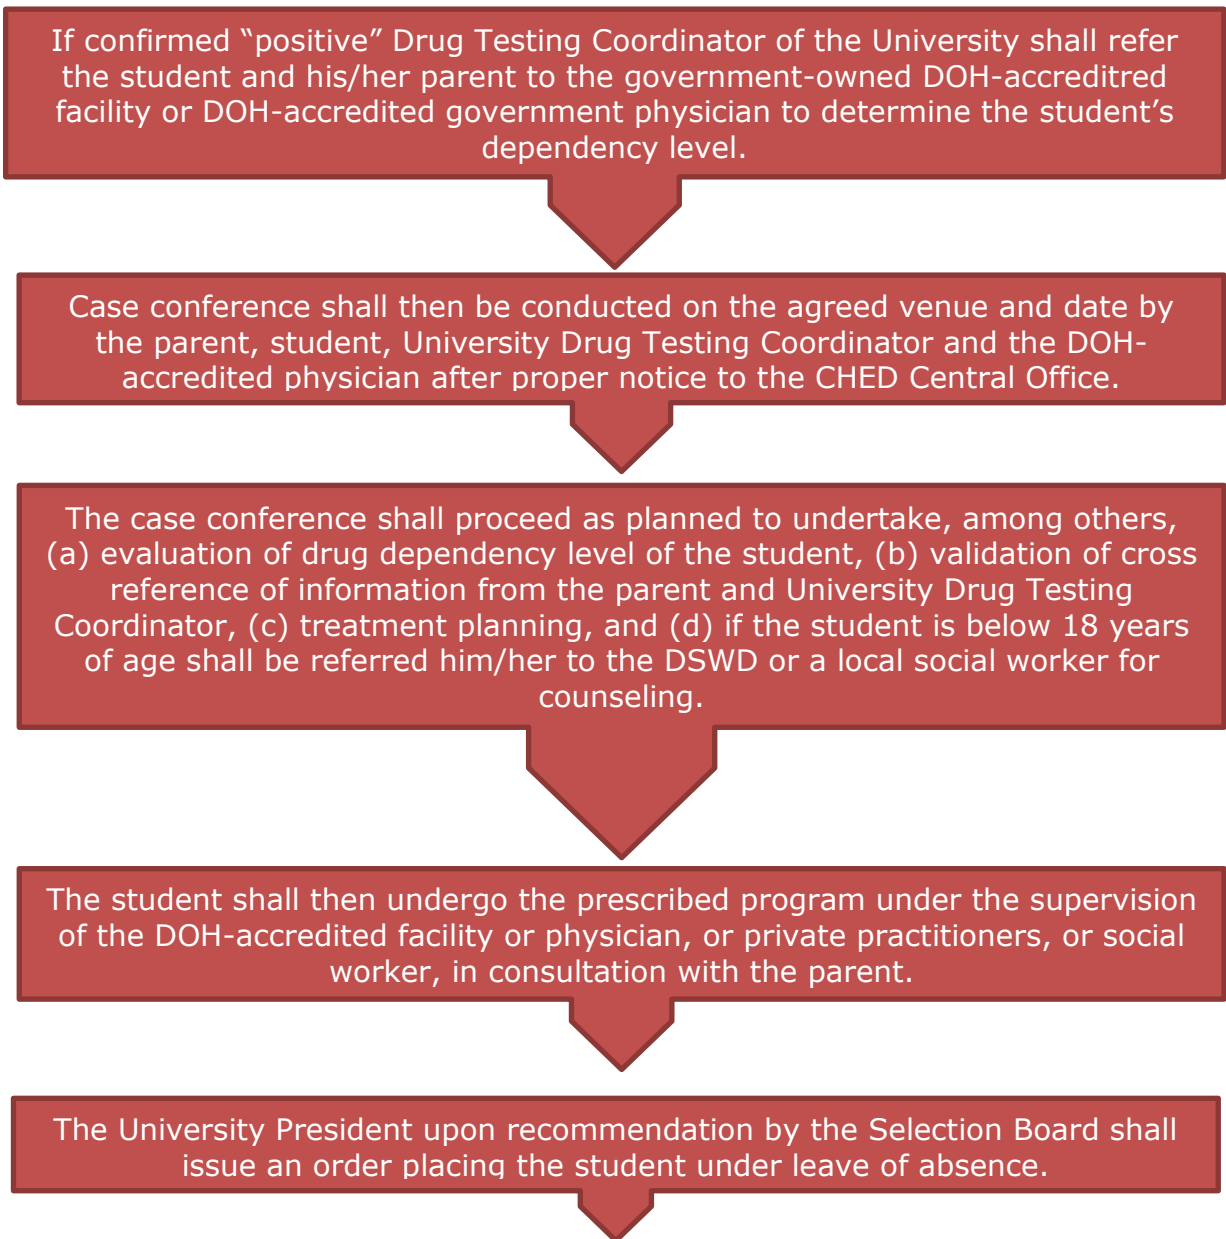 If confirmed “positive” Drug Testing Coordinator of the University shall refer
the student and his/her parent to the government-owned DOH-accreditred
facility or DOH-accredited government physician to determine the student’s
dependency level.
Case conference shall then be conducted on the agreed venue and date by
the parent, student, University Drug Testing Coordinator and the DOH-
accredited physician after proper notice to the CHED Central Office.
The case conference shall proceed as planned to undertake, among others,
(a) evaluation of drug dependency level of the student, (b) validation of cross
reference of information from the parent and University Drug Testing
Coordinator, (c) treatment planning, and (d) if the student is below 18 years
of age shall be referred him/her to the DSWD or a local social worker for
counseling.
The student shall then undergo the prescribed program under the supervision
of the DOH-accredited facility or physician, or private practitioners, or social
worker, in consultation with the parent.
The University President upon recommendation by the Selection Board shall
issue an order placing the student under leave of absence.